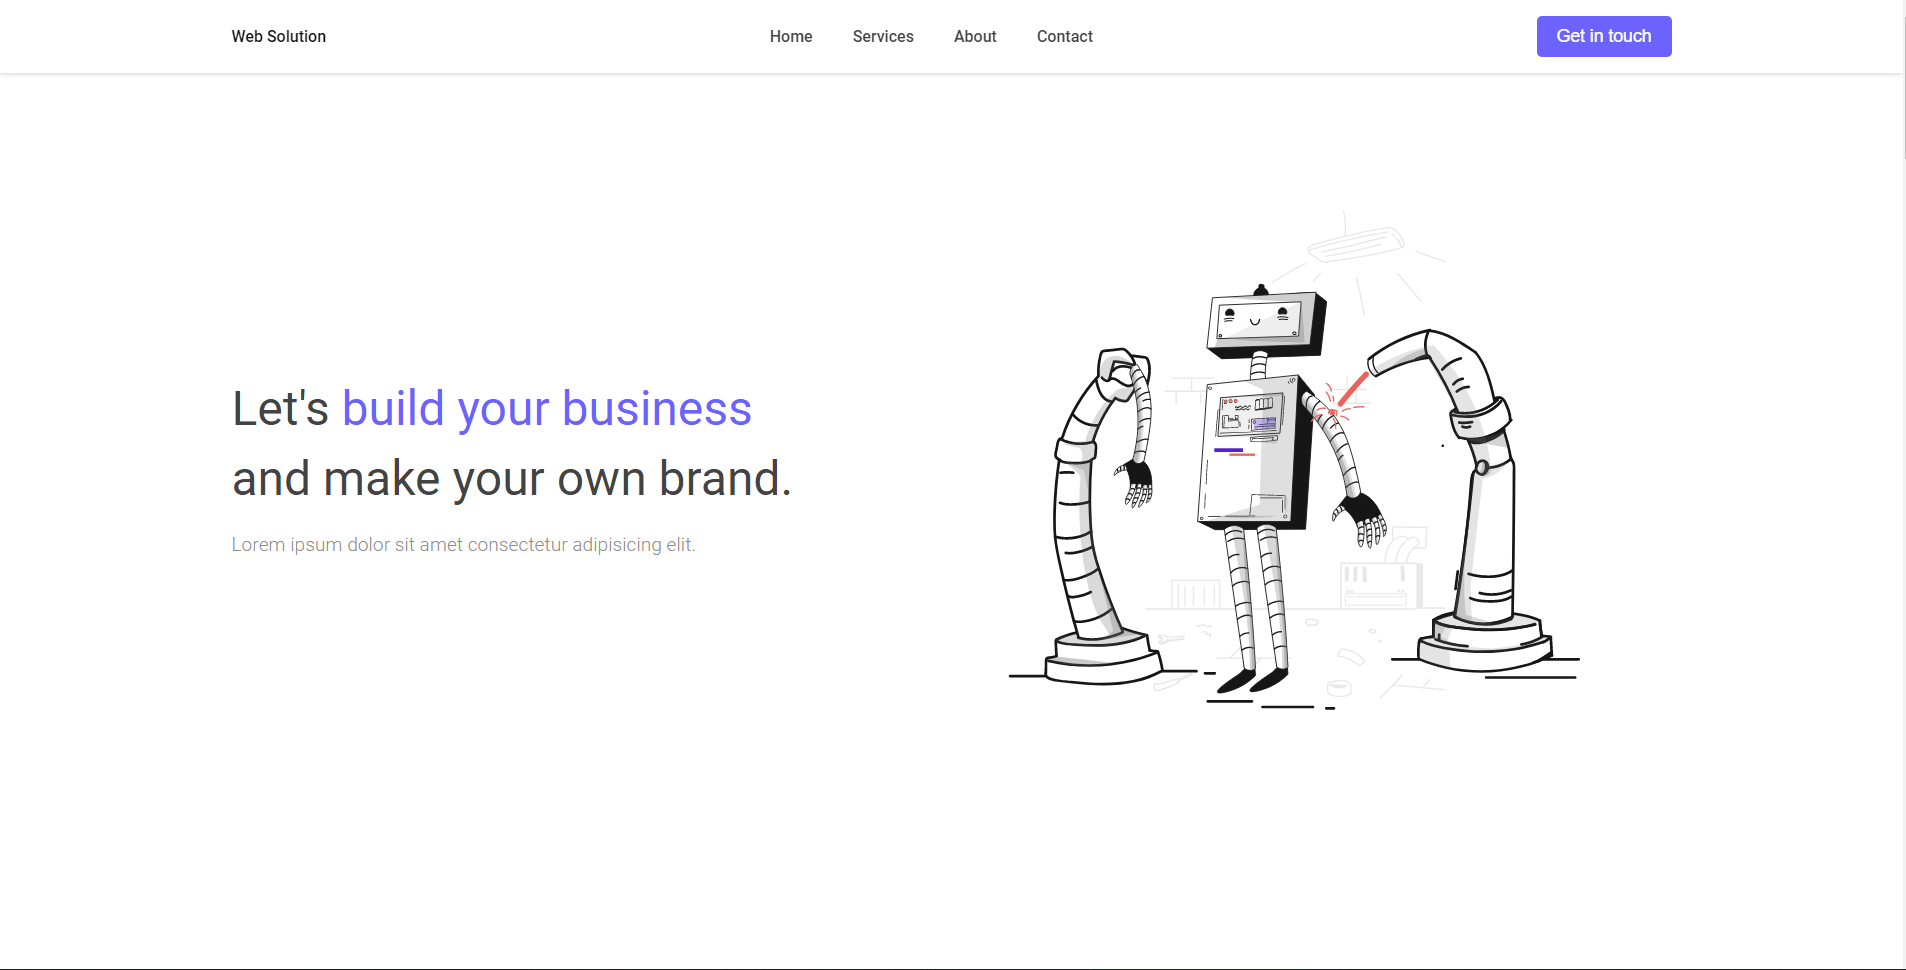 Web Solution
Home
Services
About
Contact
Get in touch
Let's build your business
and make your own brand.
Lorem ipsum dolor sit amet consectetur adipisicing elit.